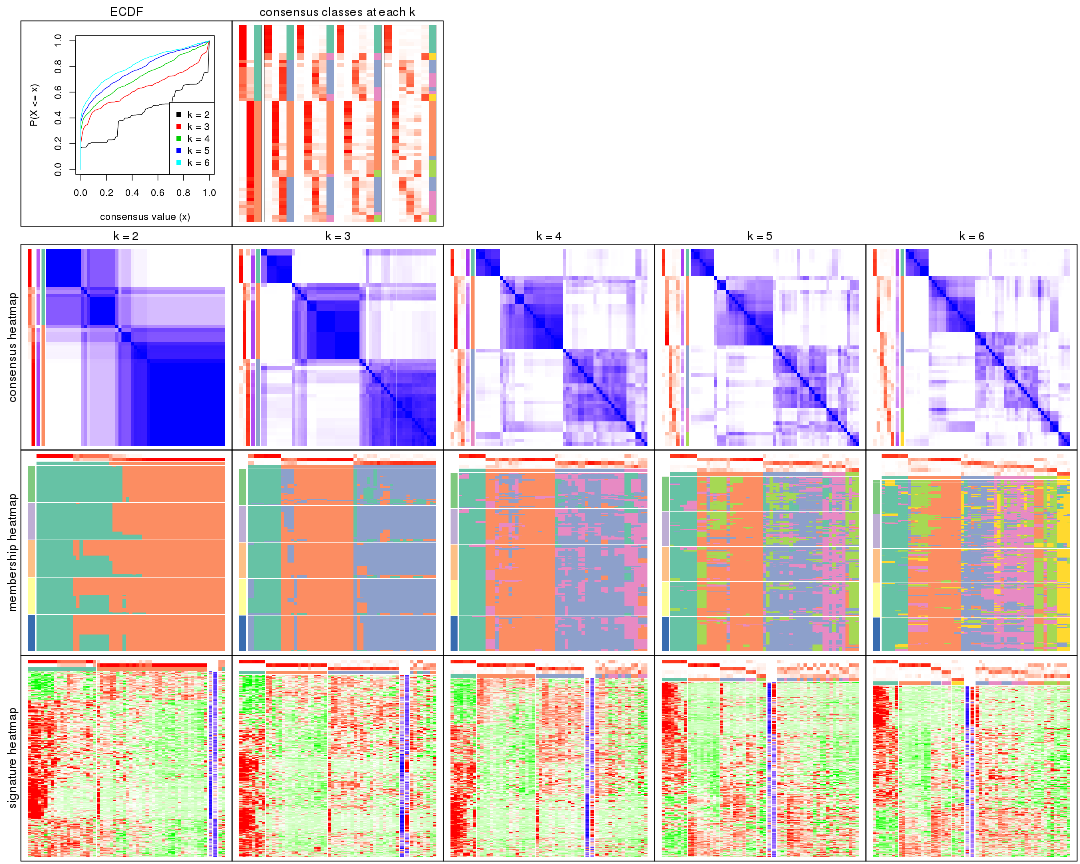 ECDF
consensus classes at each k
P(X <= x)
1.0
0.8
0.6
0.4
0.2
0.0
k = 2
k = 3
k = 4
k = 5
k = 6
0.0 0.2 0.4 0.6 0.8 1.0
consensus value (x)
k = 2 k = 3 k = 4 k = 5 k = 6
consensus heatmap
membership heatmap
signature heatmap